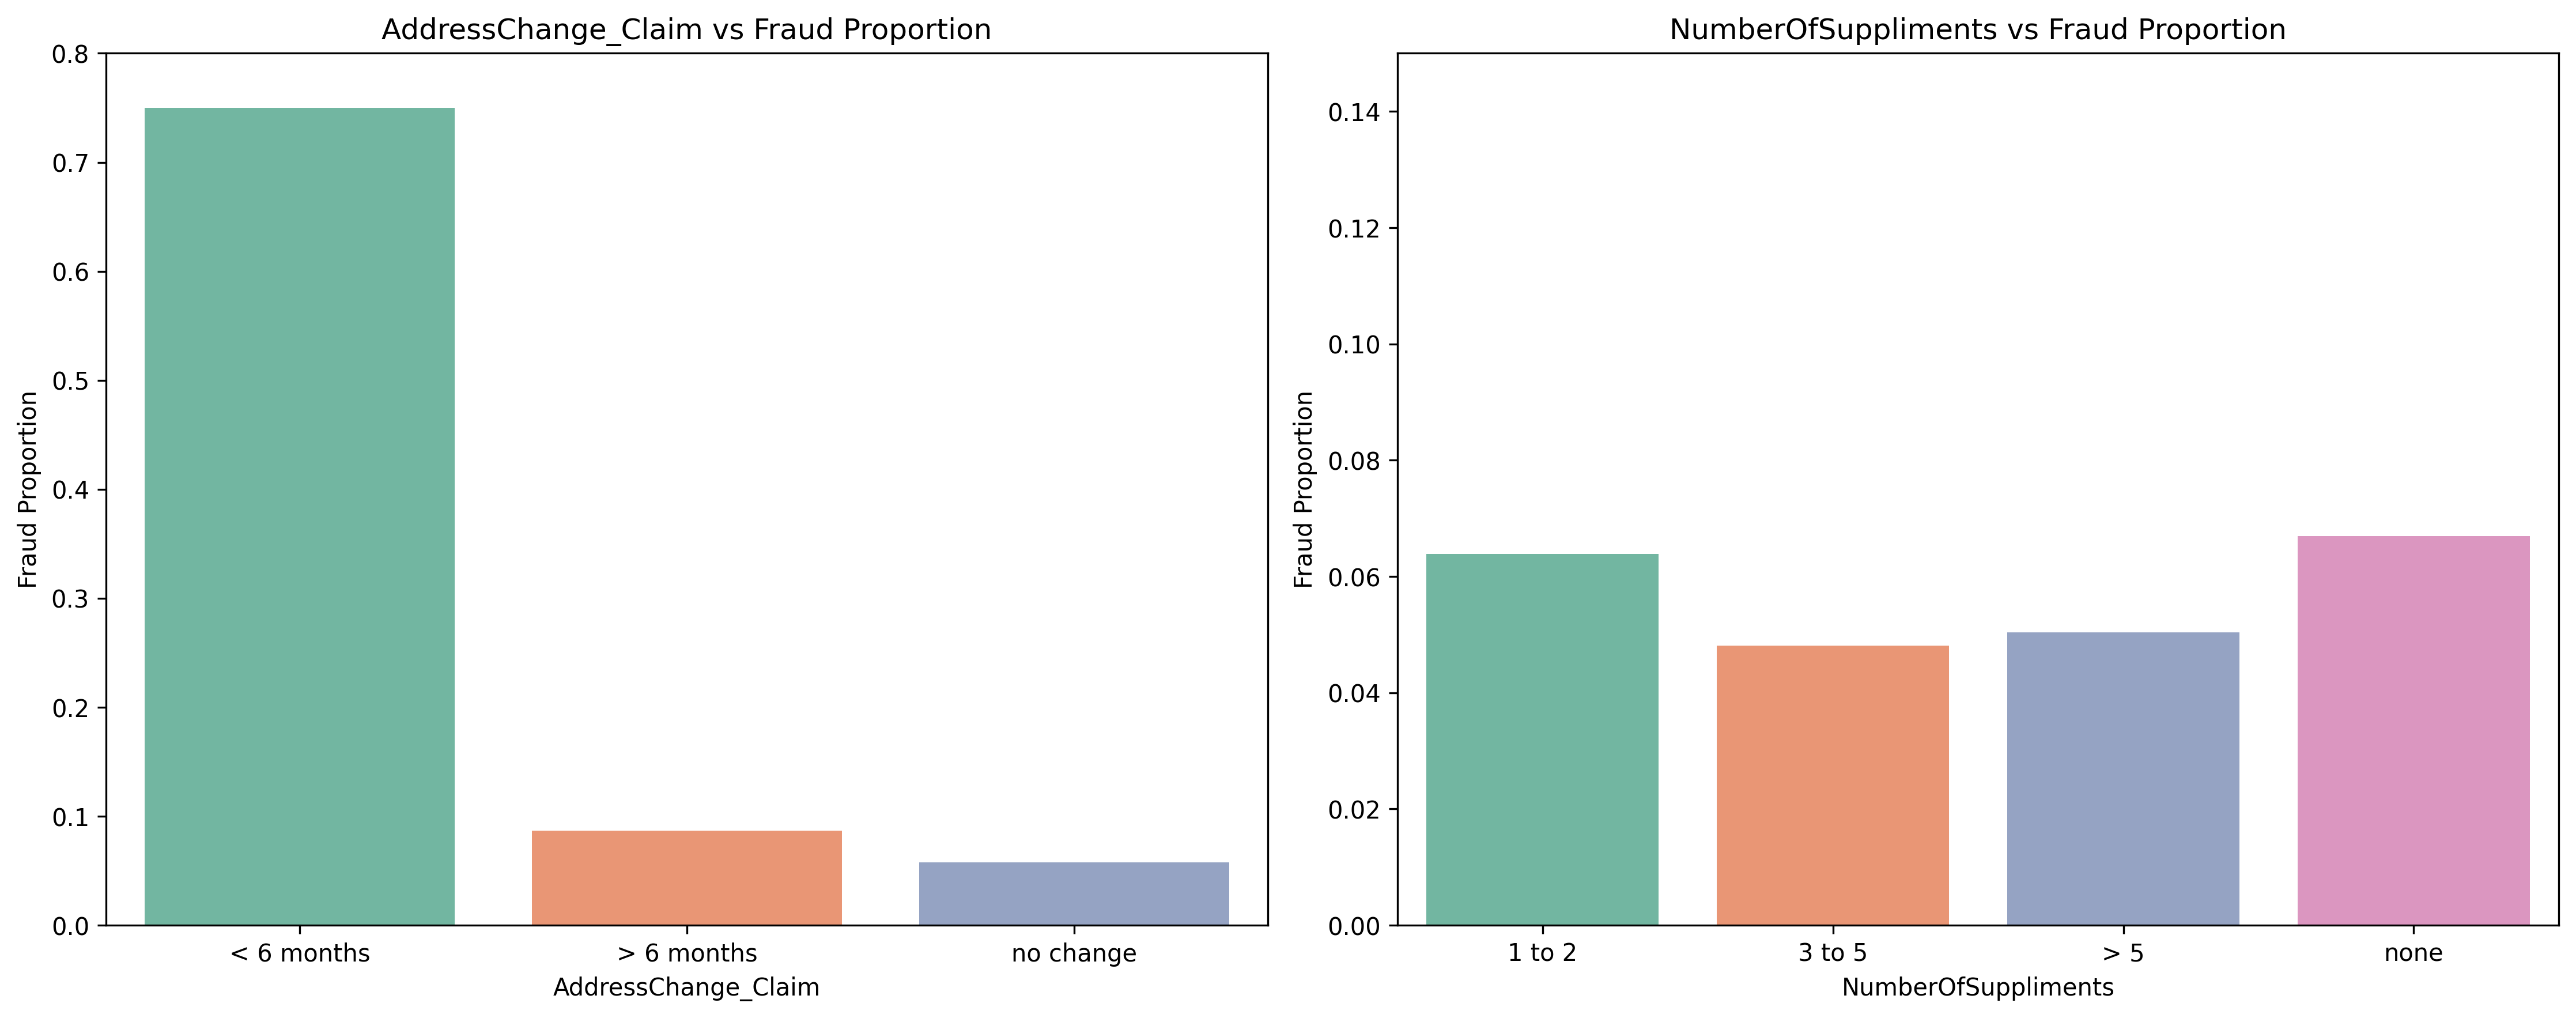 AddressChange_Claim vs Fraud Proportion
0.8
0.7
0.6
0.5
0.4
0.3
0.2
0.1
0.0
Fraud Proportion
< 6 months
> 6 months
no change
AddressChange_Claim
NumberOfSuppliments vs Fraud Proportion
0.14
0.12
0.10
0.08
0.06
0.04
0.02
0.00
Fraud Proportion
1 to 2
3 to 5
> 5
none
NumberOfSuppliments